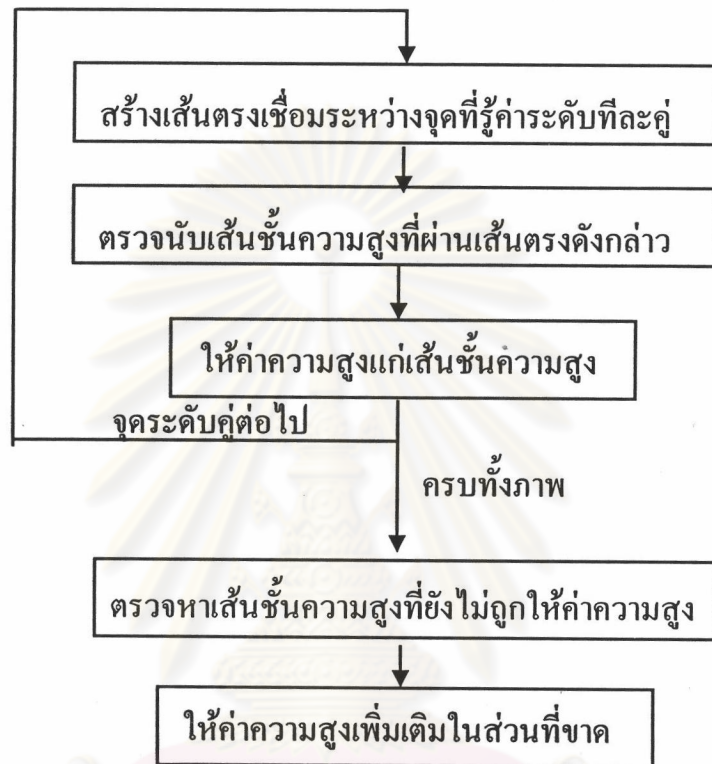 สร้างเส้นตรงเชื่อมระหว่างจุดที่รู้ค่าระดับทีละคู่
ตรวจนับเส้นชั้นความสูงที่ผ่านเส้นตรงดังกล่าว
ให้ค่าความสูงแก่เส้นชั้นความสูง
จุดระดับคู่ต่อไป
ครบทั้งภาพ
ตรวจหาเส้นชั้นความสูงที่ยังไม่ถูกให้ค่าความสูง
ให้ค่าความสูงเพิ่มเติมในส่วนที่ขาด